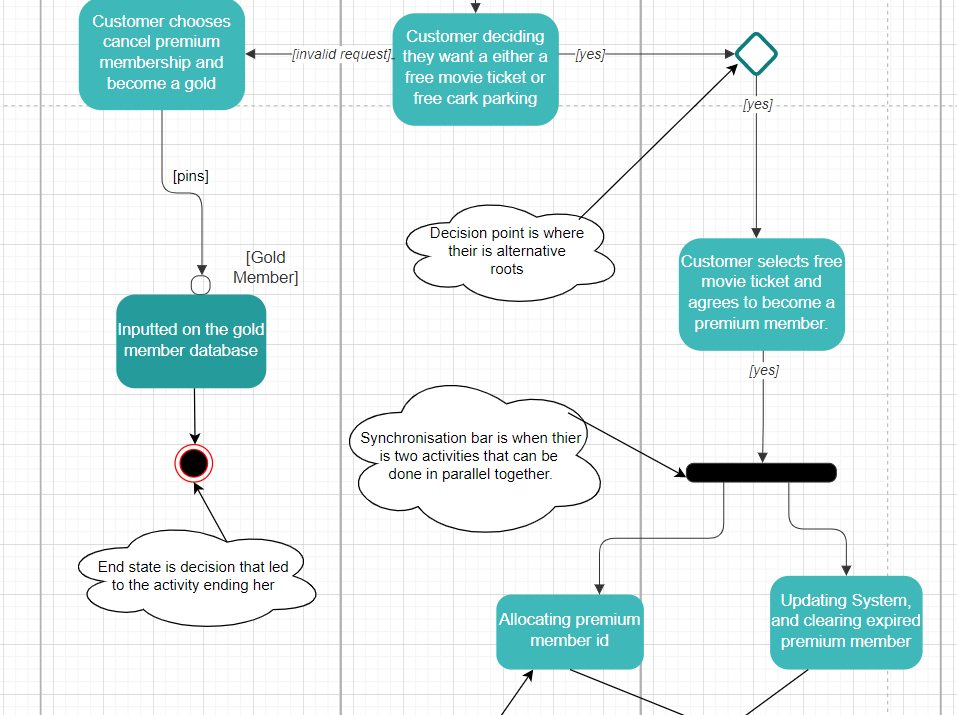 Customer chooses
cancel premium
membership and
become a gold
[invalid request]
Customer deciding
they want a either a
free movie ticket or
free cark parking
[yes]
[yes]
[pins]
Decision point is where
their is alternative
roots
[Gold
Member]
Customer selects free
movie ticket and
agrees to become a
premium member.
Inputted on the gold
member database
[yes]
Synchronisation bar is when thier
is two activities that can be
done in parallel together.
End state is decision that led
to the activity ending her
Allocating premium
member id
Updating System,
and clearing expired
premium member